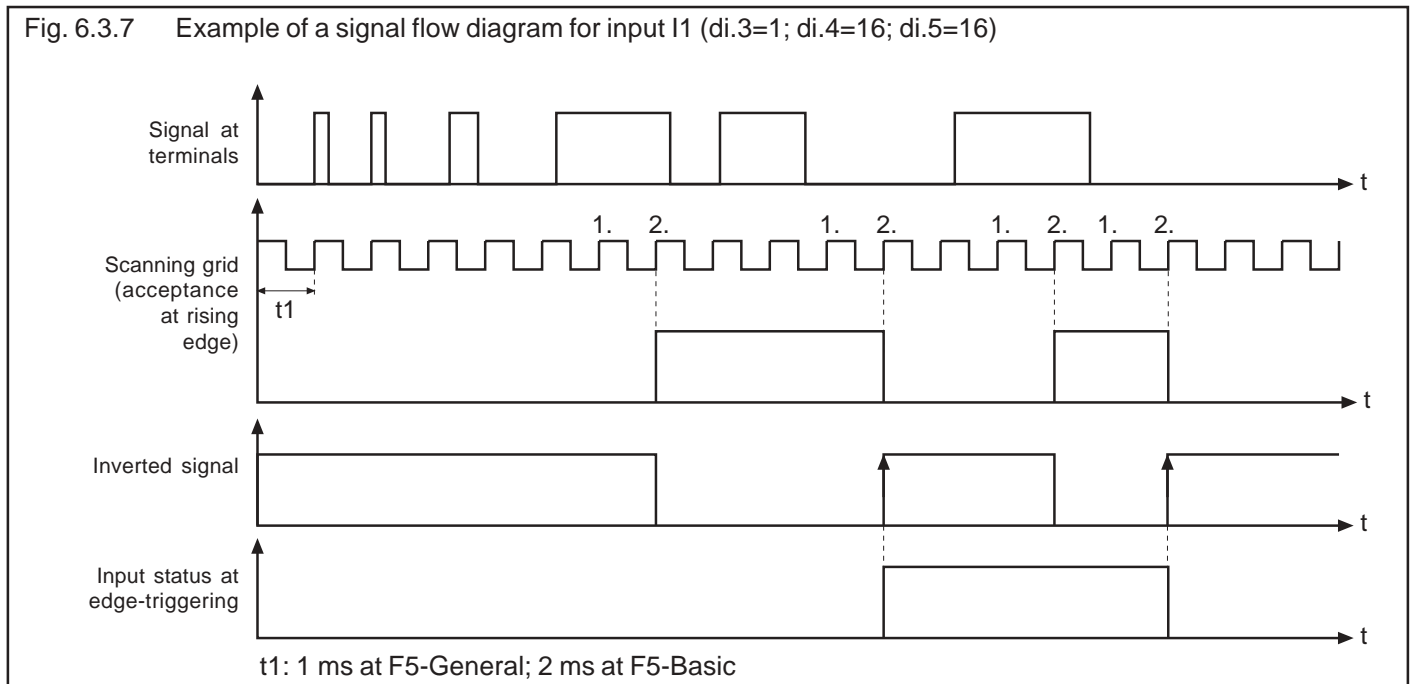 Fig. 6.3.7 Example of a signal flow diagram for input I1 (di.3=1; di.4=16; di.5=16)
Signal at
terminals
t
1. 2. 1. 2. 1. 2. 1. 2.
Scanning grid
(acceptance
at rising
edge)
t1
t
Inverted signal
t
Input status at
edge-triggering
t
t1: 1 ms at F5-General; 2 ms at F5-Basic